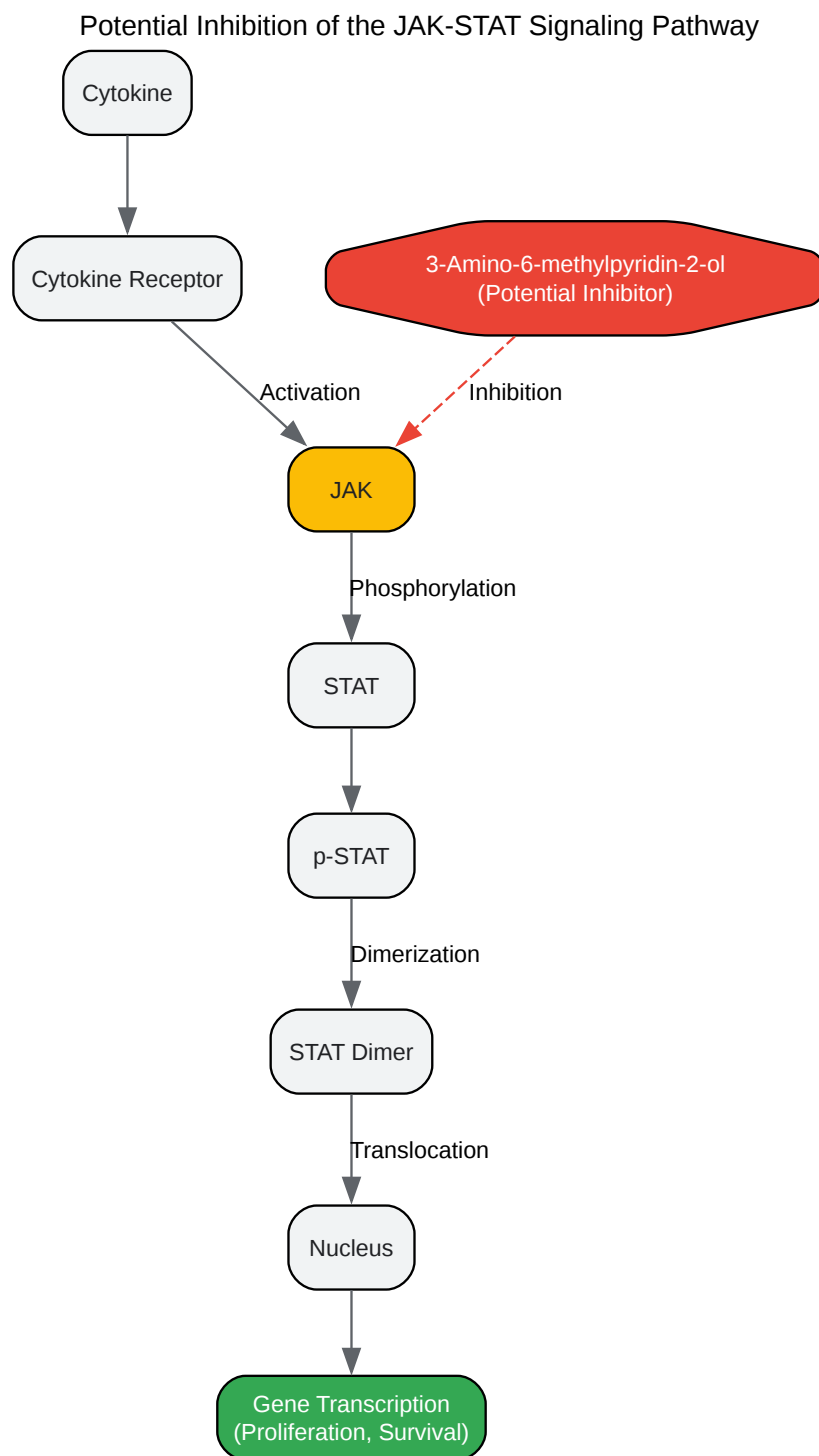 Potential Inhibition of the JAK-STAT Signaling Pathway
Cytokine
Cytokine Receptor
3-Amino-6-methylpyridin-2-ol
(Potential Inhibitor)
Activation
Inhibition
JAK
Phosphorylation
STAT
p-STAT
Dimerization
STAT Dimer
Translocation
Nucleus
Gene Transcription
(Proliferation, Survival)